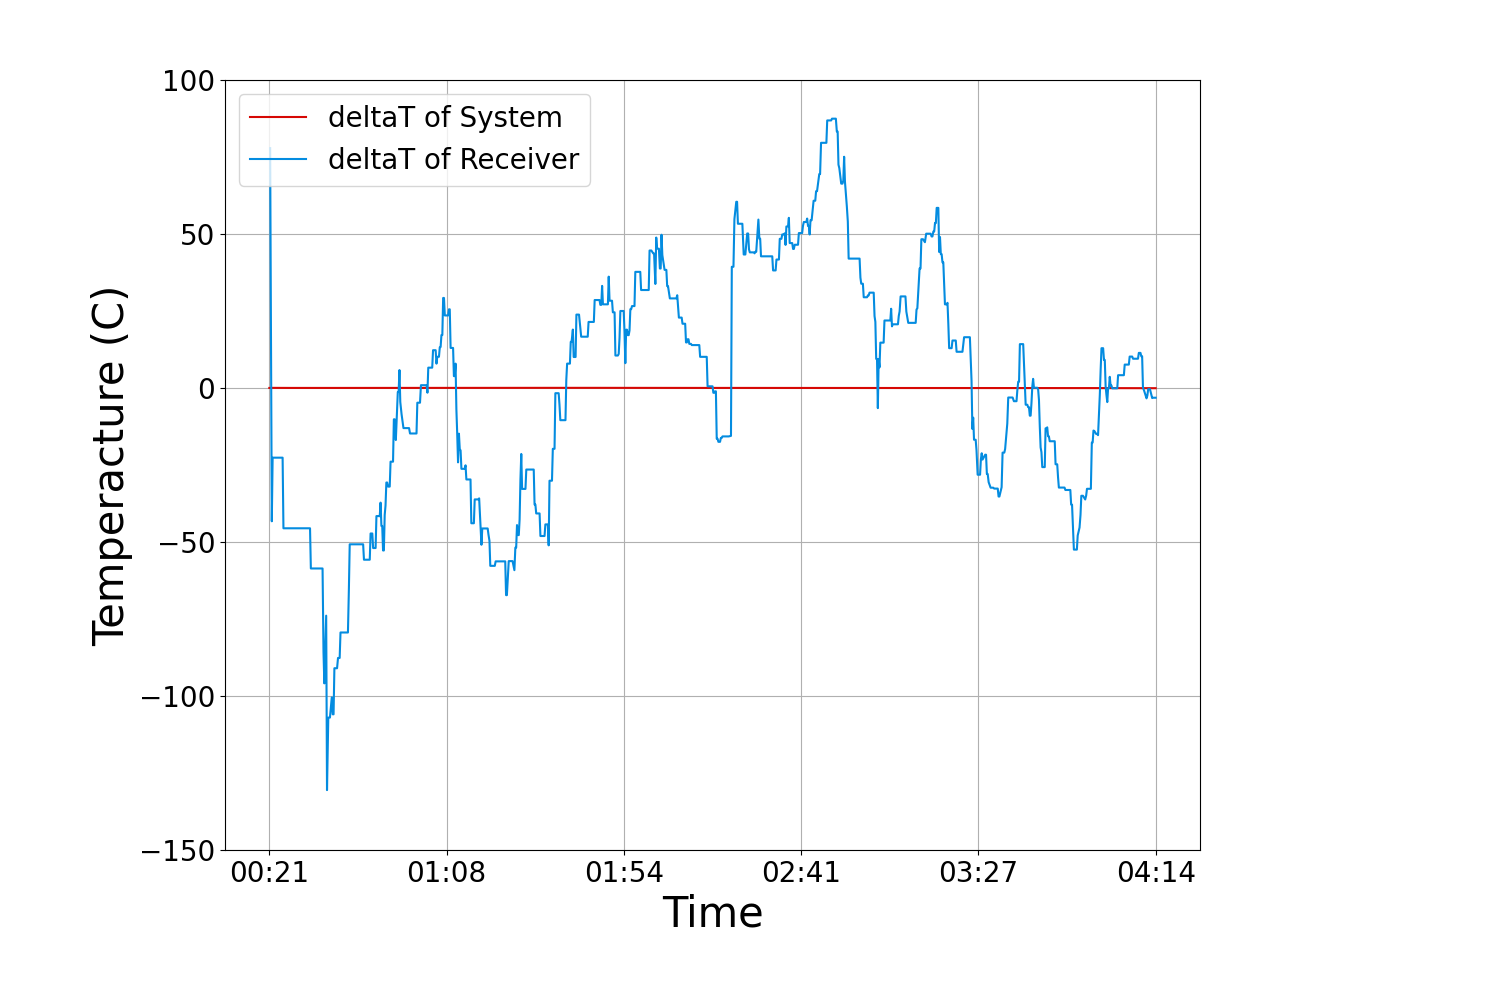 100
50
0
−50
−100
−150
Temperacture (C)
deltaT of System
deltaT of Receiver
00:21 01:08 01:54 02:41 03:27 04:14
Time